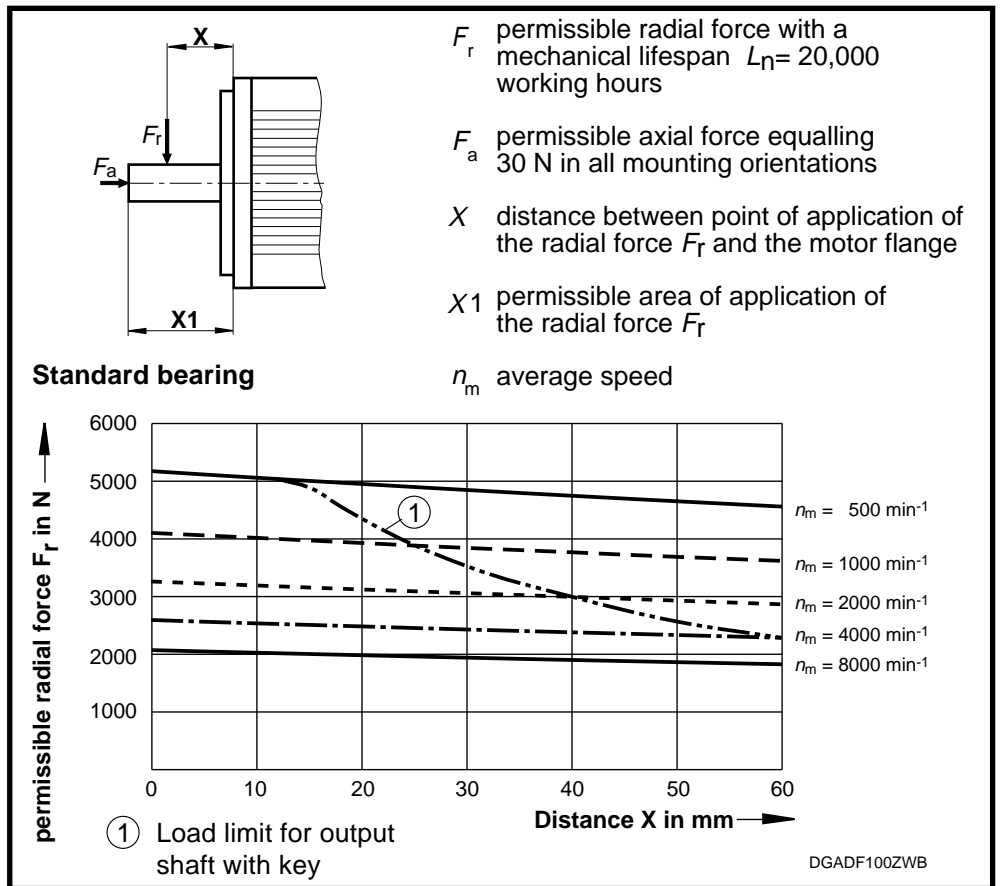 X
Fr
Fa
X1
Fr permissible radial force with a
mechanical lifespan Ln= 20,000
working hours
Fa permissible axial force equalling
30 N in all mounting orientations
X distance between point of application of
the radial force Fr and the motor flange
X1 permissible area of application of
the radial force Fr
nm average speed
Standard bearing
permissible radial force Fr in N
6000
5000
4000
3000
2000
1000
1
nm = 500 min-1
nm = 1000 min-1
nm = 2000 min-1
nm = 4000 min-1
nm = 8000 min-1
0 10 20 30 40 50 60
Distance X in mm
1 Load limit for output
shaft with key
DGADF100ZWB